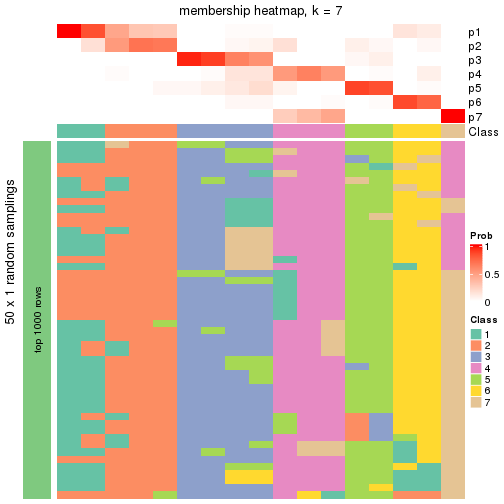 membership heatmap, k = 7
p1
p2
p3
p4
p5
p6
p7
Class
50 x 1 random samplings
top 1000 rows
Prob
1
0.5
0
Class
1
2
3
4
5
6
7